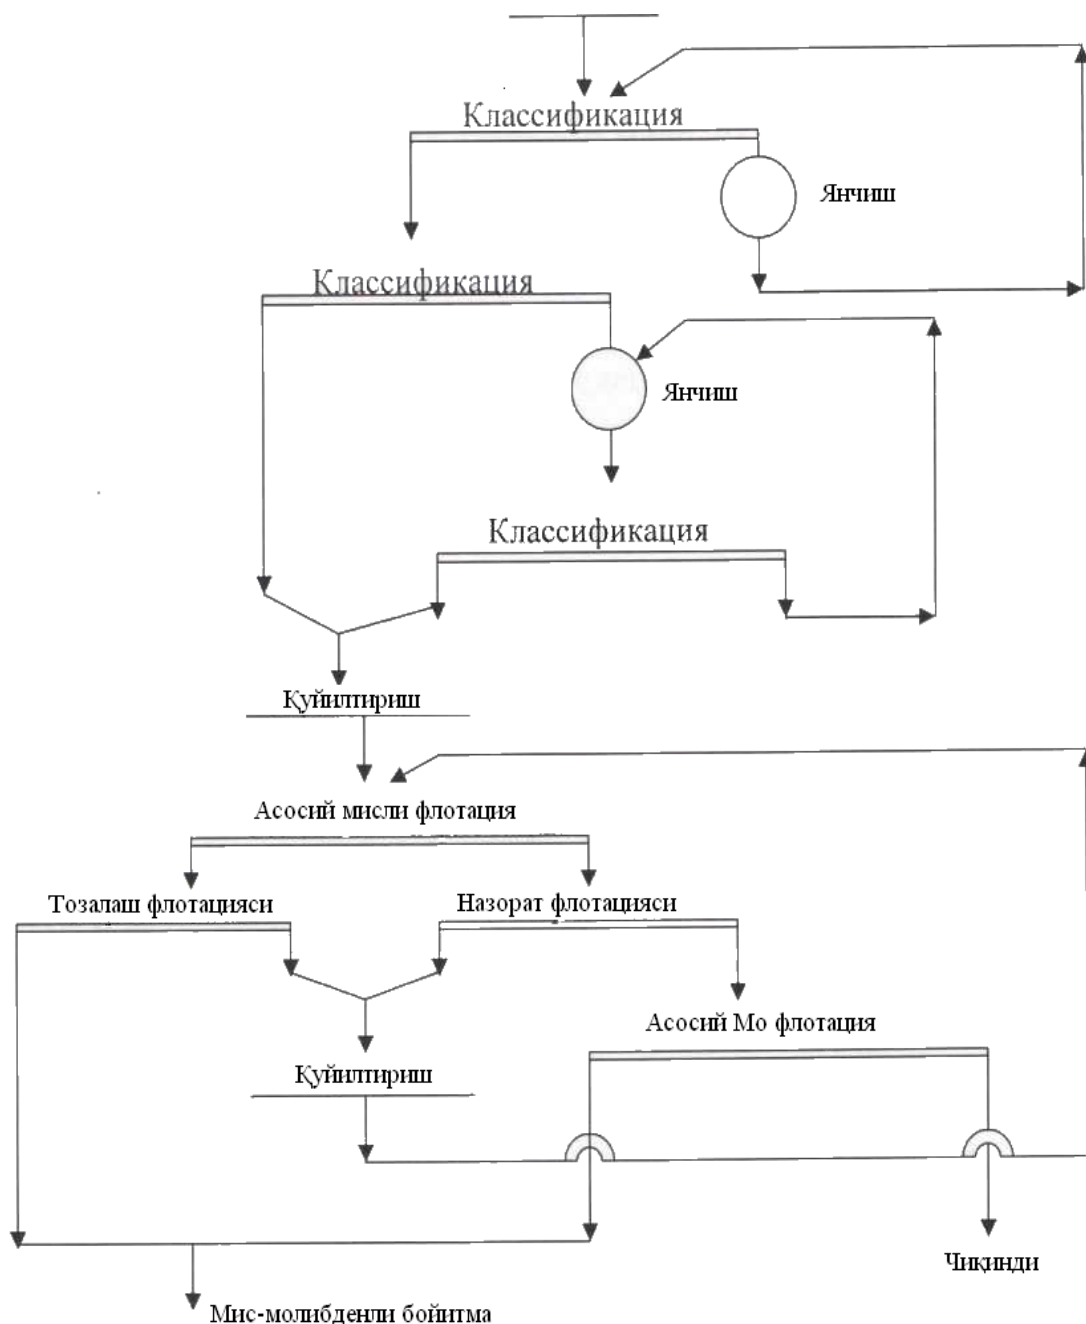 Классификация
Янчиш
Классификация
Янчиш
Классификация
Қуйилтириш
Асосий мисли флотация
Тозалаш флотацияси
Назорат флотацияси
Асосий Мо флотация
Қуйилтириш
Чиқинди
Мис-молибденли бойитма